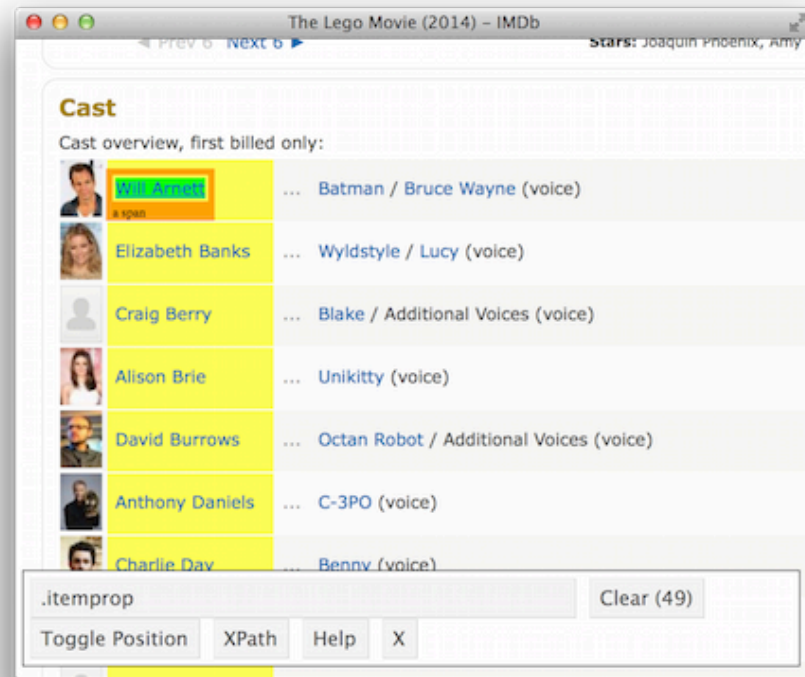 The Lego Movie (2014) – IMDb
◀ Prev 6 Next 6 ▶ Stars: Joaquin Phoenix, Amy
Cast
Cast overview, first billed only:
Will Arnett ... Batman / Bruce Wayne (voice)
a span
Elizabeth Banks ... Wyldstyle / Lucy (voice)
Craig Berry ... Blake / Additional Voices (voice)
Alison Brie ... Unikitty (voice)
David Burrows ... Octan Robot / Additional Voices (voice)
Anthony Daniels ... C-3PO (voice)
Charlie Day ... Benny (voice)
.itemprop Clear (49)
Toggle Position XPath Help X